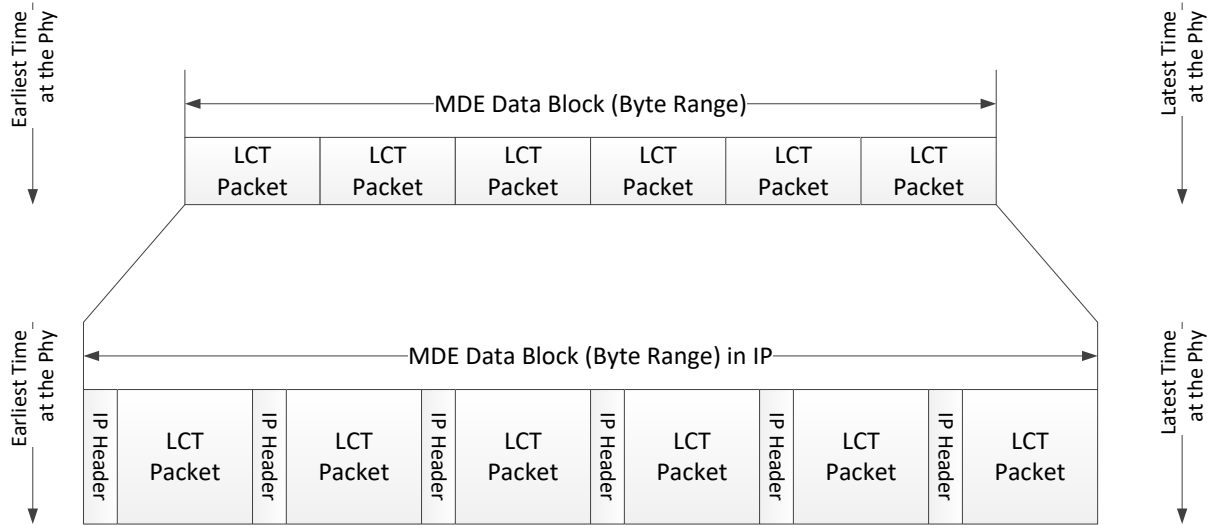 Earliest Time
at the Phy
Latest Time
at the Phy
MDE Data Block (Byte Range)
LCT
Packet
LCT
Packet
LCT
Packet
LCT
Packet
LCT
Packet
LCT
Packet
Earliest Time
at the Phy
Latest Time
at the Phy
MDE Data Block (Byte Range) in IP
IP Header
LCT
Packet
IP Header
LCT
Packet
IP Header
LCT
Packet
IP Header
LCT
Packet
IP Header
LCT
Packet
IP Header
LCT
Packet